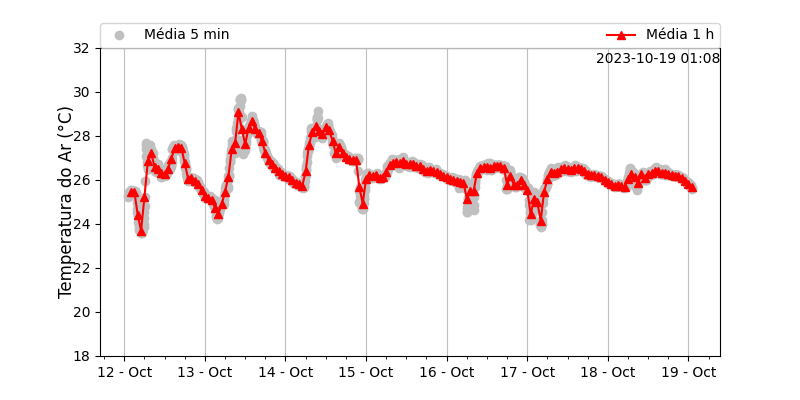 Média 5 min
Média 1 h
2023-10-19 01:08
Temperatura do Ar (°C)
32
30
28
26
24
22
20
18
12 - Oct
13 - Oct
14 - Oct
15 - Oct
16 - Oct
17 - Oct
18 - Oct
19 - Oct